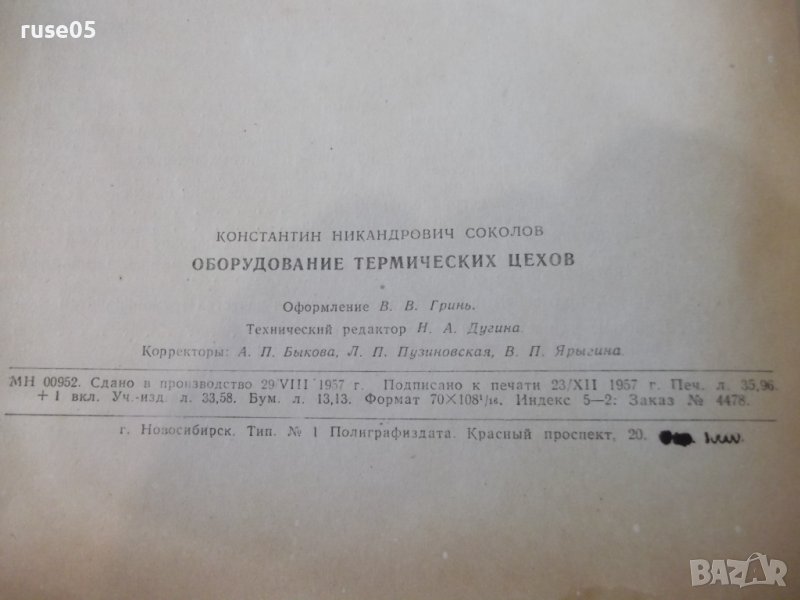 ruse05
КОНСТАНТИН НИКАНДРОВИЧ СОКОЛОВ
ОБОРУДОВАНИЕ ТЕРМИЧЕСКИХ ЦЕХОВ
Оформление В. В. Гринь.
Технический редактор Н. А. Дугина.
Корректоры: А. П. Быкова, Л. П. Пузиновская, В. П. Ярыгина
МН 00952. Сдано в производство 29/VIII 1957 г. Подписано к печати 23/XII 1957 г. Печ. л. 35,96
+ 1 вкл. Уч.-изд. л. 33,58. Бум. л. 13,13. Формат 70×108¹/₁₆. Индекс 5—2: Заказ № 4478.
г. Новосибирск. Тип. № 1 Полиграфиздата. Красный проспект, 20.
BAZAR